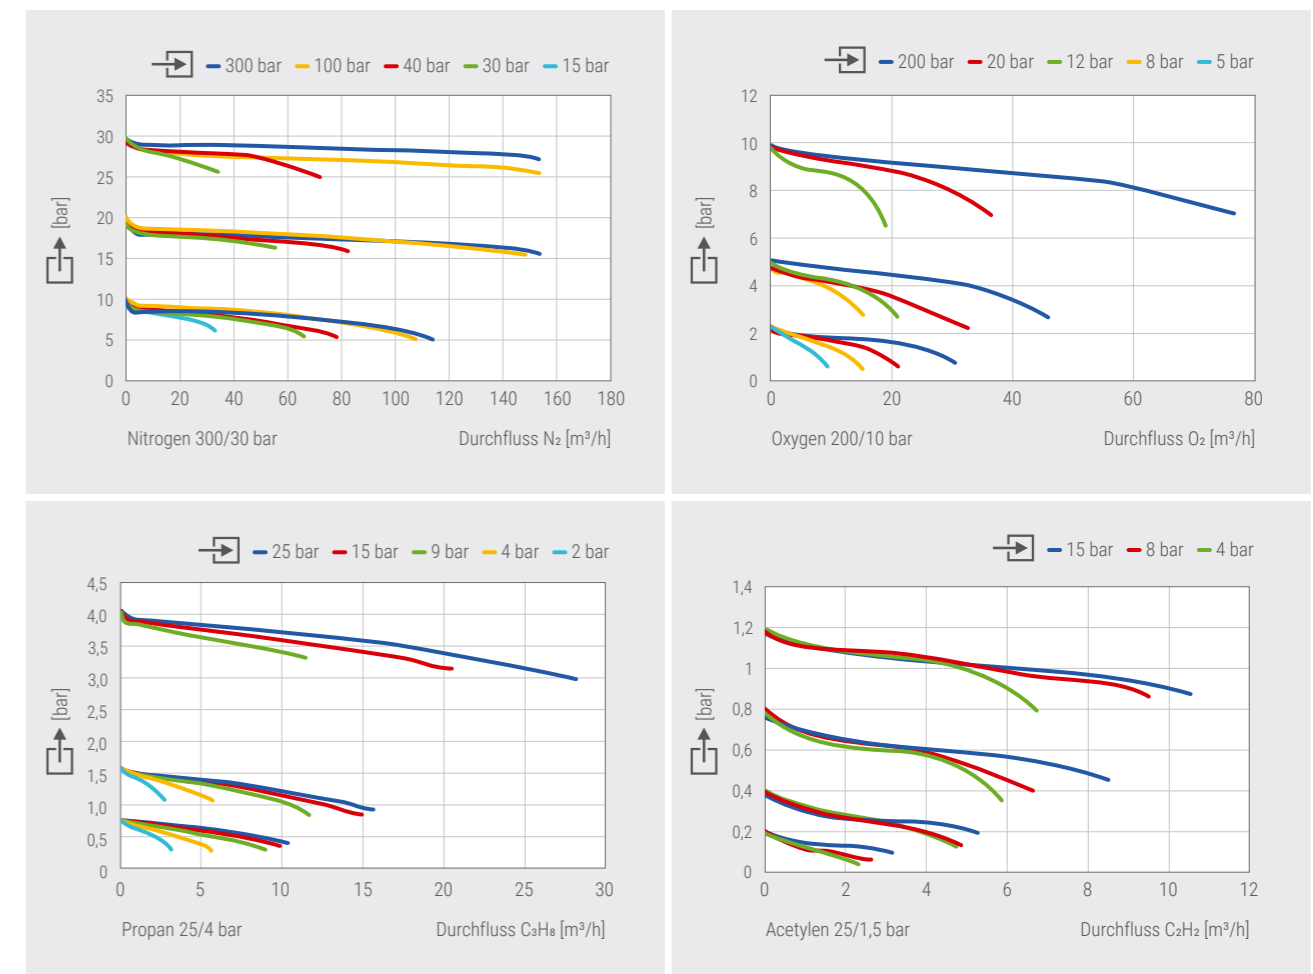 300 bar 100 bar 40 bar 30 bar 15 bar
35
30
25
20
15
10
5
0
[bar]
0 20 40 60 80 100 120 140 160 180
Nitrogen 300/30 bar Durchfluss N₂ [m³/h]
200 bar 20 bar 12 bar 8 bar 5 bar
12
10
8
6
4
2
0
[bar]
0 20 40 60 80
Oxygen 200/10 bar Durchfluss O₂ [m³/h]
25 bar 15 bar 9 bar 4 bar 2 bar
4,5
4,0
3,5
3,0
2,5
2,0
1,5
1,0
0,5
0
[bar]
0 5 10 15 20 25 30
Propan 25/4 bar Durchfluss C₃H₈ [m³/h]
15 bar 8 bar 4 bar
1,4
1,2
1
0,8
0,6
0,4
0,2
0
[bar]
0 2 4 6 8 10 12
Acetylen 25/1,5 bar Durchfluss C₂H₂ [m³/h]